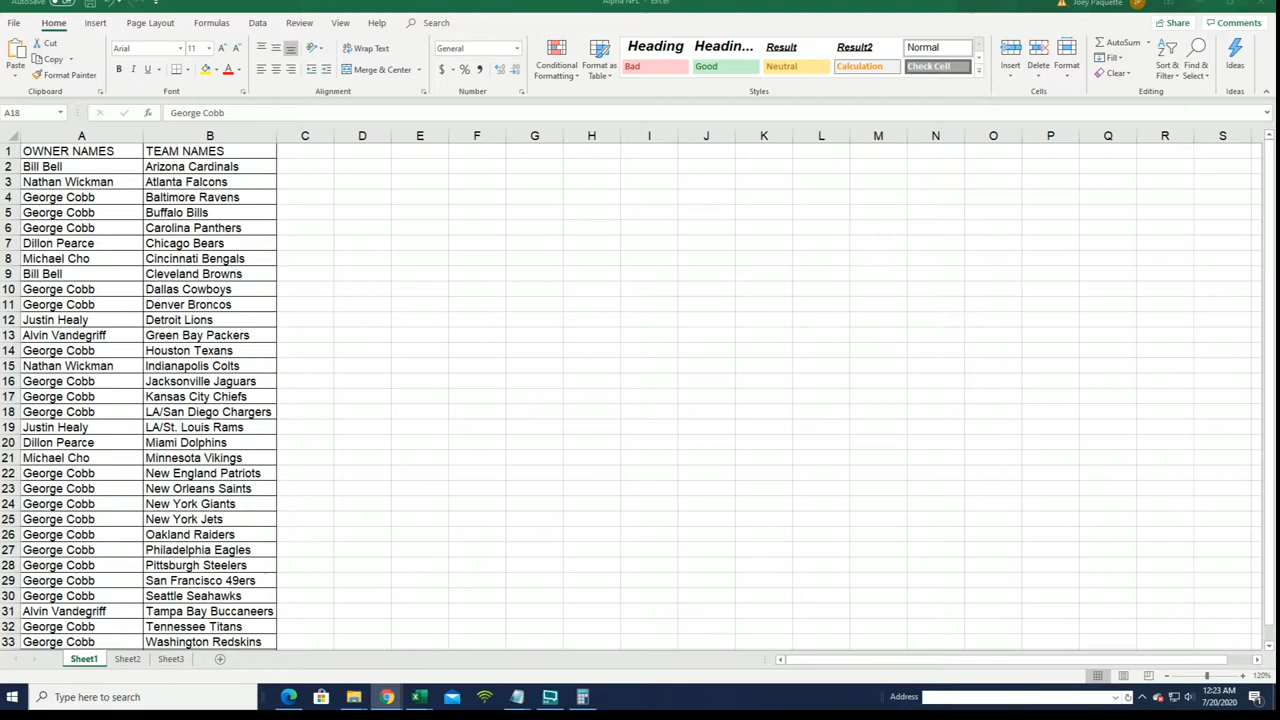 AutoSave Off Alpha NFL - Excel Joey Paquette JP
File Home Insert Page Layout Formulas Data Review View Help Search Share Comments
Paste Cut Copy Format Painter Clipboard
Arial 11 A A B I U A Font
Wrap Text Merge & Center Alignment
General $ % , Number
Conditional Formatting Format as Table
Heading Headin... Result Result2 Normal
Bad Good Neutral Calculation Check Cell
Styles
Insert Delete Format Cells
AutoSum Fill Clear Sort & Filter Find & Select Editing
Ideas Ideas
A18 fx George Cobb
A B C D E F G H I J K L M N O P Q R S
1 OWNER NAMES TEAM NAMES
2 Bill Bell Arizona Cardinals
3 Nathan Wickman Atlanta Falcons
4 George Cobb Baltimore Ravens
5 George Cobb Buffalo Bills
6 George Cobb Carolina Panthers
7 Dillon Pearce Chicago Bears
8 Michael Cho Cincinnati Bengals
9 Bill Bell Cleveland Browns
10 George Cobb Dallas Cowboys
11 George Cobb Denver Broncos
12 Justin Healy Detroit Lions
13 Alvin Vandegriff Green Bay Packers
14 George Cobb Houston Texans
15 Nathan Wickman Indianapolis Colts
16 George Cobb Jacksonville Jaguars
17 George Cobb Kansas City Chiefs
18 George Cobb LA/San Diego Chargers
19 Justin Healy LA/St. Louis Rams
20 Dillon Pearce Miami Dolphins
21 Michael Cho Minnesota Vikings
22 George Cobb New England Patriots
23 George Cobb New Orleans Saints
24 George Cobb New York Giants
25 George Cobb New York Jets
26 George Cobb Oakland Raiders
27 George Cobb Philadelphia Eagles
28 George Cobb Pittsburgh Steelers
29 George Cobb San Francisco 49ers
30 George Cobb Seattle Seahawks
31 Alvin Vandegriff Tampa Bay Buccaneers
32 George Cobb Tennessee Titans
33 George Cobb Washington Redskins
Sheet1 Sheet2 Sheet3
120%
Type here to search Address 12:23 AM
7/20/2020 1